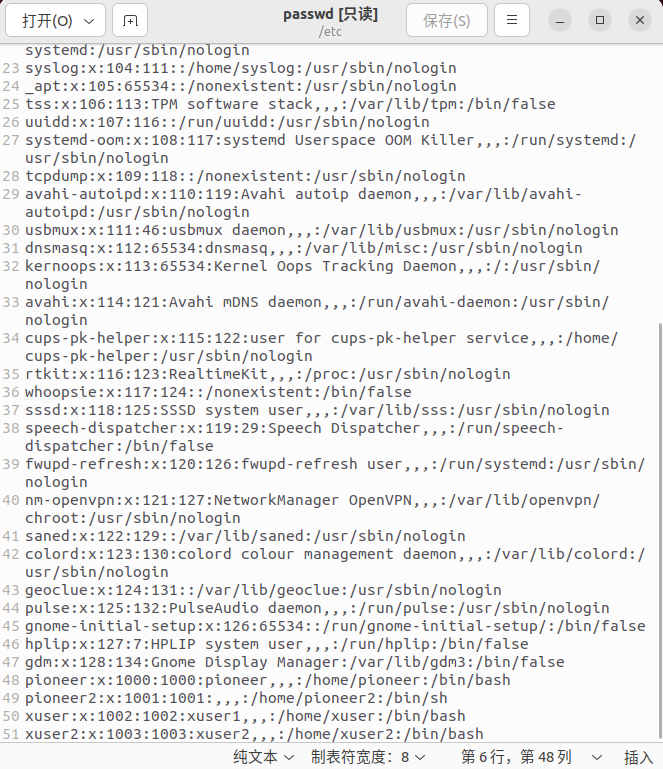 打开(O)
passwd [只读]
/etc
保存(S)
systemd:/usr/sbin/nologin
23 syslog:x:104:111::/home/syslog:/usr/sbin/nologin
24 _apt:x:105:65534::/nonexistent:/usr/sbin/nologin
25 tss:x:106:113:TPM software stack,,,:/var/lib/tpm:/bin/false
26 uuidd:x:107:116::/run/uuidd:/usr/sbin/nologin
27 systemd-oom:x:108:117:systemd Userspace OOM Killer,,,:/run/systemd:/
usr/sbin/nologin
28 tcpdump:x:109:118::/nonexistent:/usr/sbin/nologin
29 avahi-autoipd:x:110:119:Avahi autoip daemon,,,:/var/lib/avahi-
autoipd:/usr/sbin/nologin
30 usbmux:x:111:46:usbmux daemon,,,:/var/lib/usbmux:/usr/sbin/nologin
31 dnsmasq:x:112:65534:dnsmasq,,,:/var/lib/misc:/usr/sbin/nologin
32 kernoops:x:113:65534:Kernel Oops Tracking Daemon,,,:/:/usr/sbin/
nologin
33 avahi:x:114:121:Avahi mDNS daemon,,,:/run/avahi-daemon:/usr/sbin/
nologin
34 cups-pk-helper:x:115:122:user for cups-pk-helper service,,,:/home/
cups-pk-helper:/usr/sbin/nologin
35 rtkit:x:116:123:RealtimeKit,,,:/proc:/usr/sbin/nologin
36 whoopsie:x:117:124::/nonexistent:/bin/false
37 sssd:x:118:125:SSSD system user,,,:/var/lib/sss:/usr/sbin/nologin
38 speech-dispatcher:x:119:29:Speech Dispatcher,,,:/run/speech-
dispatcher:/bin/false
39 fwupd-refresh:x:120:126:fwupd-refresh user,,,:/run/systemd:/usr/sbin/
nologin
40 nm-openvpn:x:121:127:NetworkManager OpenVPN,,,:/var/lib/openvpn/
chroot:/usr/sbin/nologin
41 saned:x:122:129::/var/lib/saned:/usr/sbin/nologin
42 colord:x:123:130:colord colour management daemon,,,:/var/lib/colord:/
usr/sbin/nologin
43 geoclue:x:124:131::/var/lib/geoclue:/usr/sbin/nologin
44 pulse:x:125:132:PulseAudio daemon,,,:/run/pulse:/usr/sbin/nologin
45 gnome-initial-setup:x:126:65534::/run/gnome-initial-setup/:/bin/false
46 hplip:x:127:7:HPLIP system user,,,:/run/hplip:/bin/false
47 gdm:x:128:134:Gnome Display Manager:/var/lib/gdm3:/bin/false
48 pioneer:x:1000:1000:pioneer,,,:/home/pioneer:/bin/bash
49 pioneer2:x:1001:1001:,,,:/home/pioneer2:/bin/sh
50 xuser:x:1002:1002:xuser1,,,:/home/xuser:/bin/bash
51 xuser2:x:1003:1003:xuser2,,,:/home/xuser2:/bin/bash
纯文本 制表符宽度：8 第 6 行，第 48 列 插入